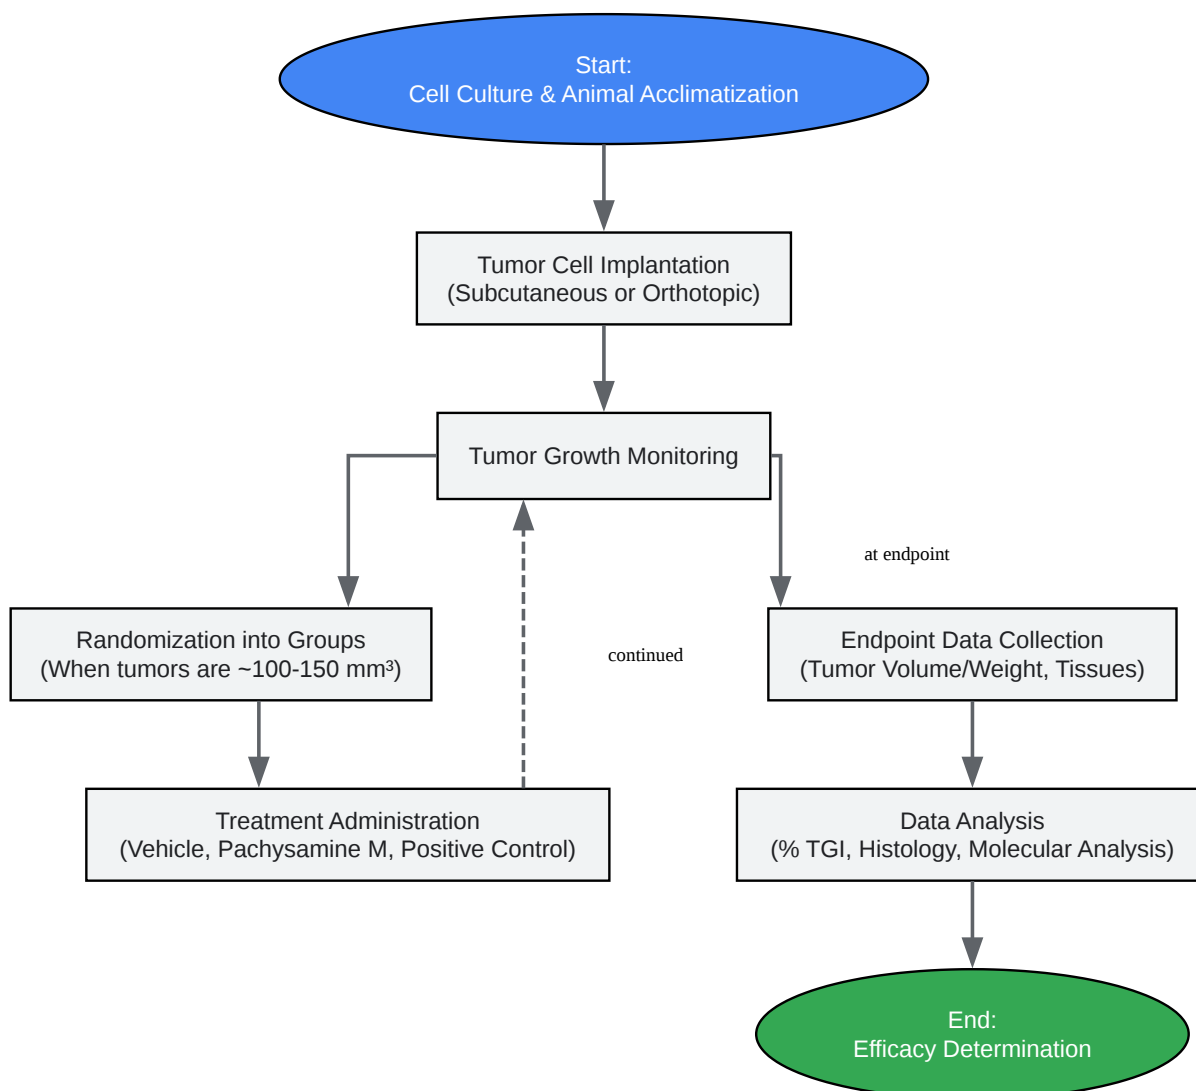 Start:
Cell Culture & Animal Acclimatization
Tumor Cell Implantation
(Subcutaneous or Orthotopic)
Tumor Growth Monitoring
at endpoint
Randomization into Groups
(When tumors are ~100-150 mm³)
continued
Endpoint Data Collection
(Tumor Volume/Weight, Tissues)
Treatment Administration
(Vehicle, Pachysamine M, Positive Control)
Data Analysis
(% TGI, Histology, Molecular Analysis)
End:
Efficacy Determination